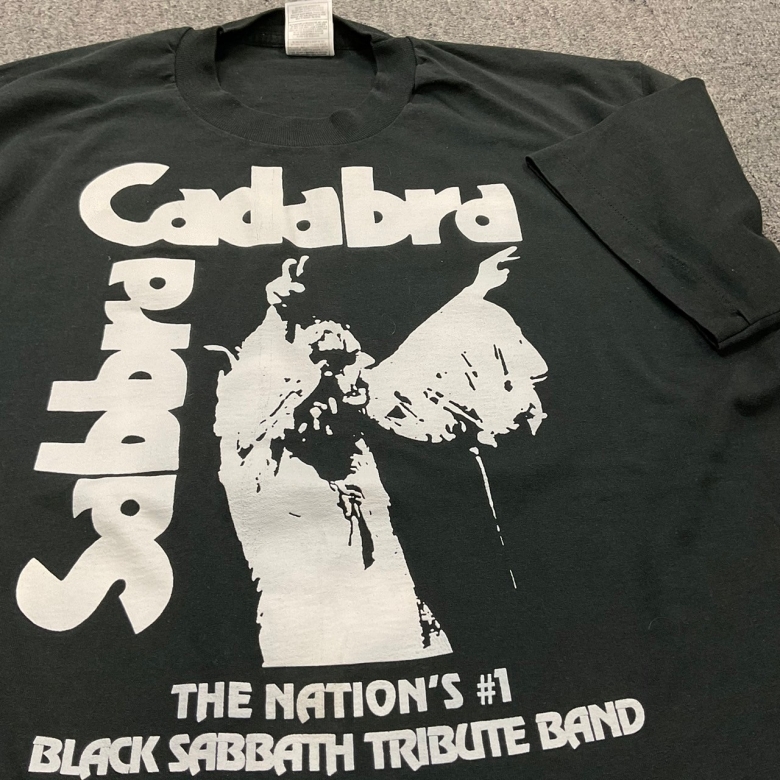 Cadabra
Sabbra
THE NATION'S #1
BLACK SABBATH TRIBUTE BAND